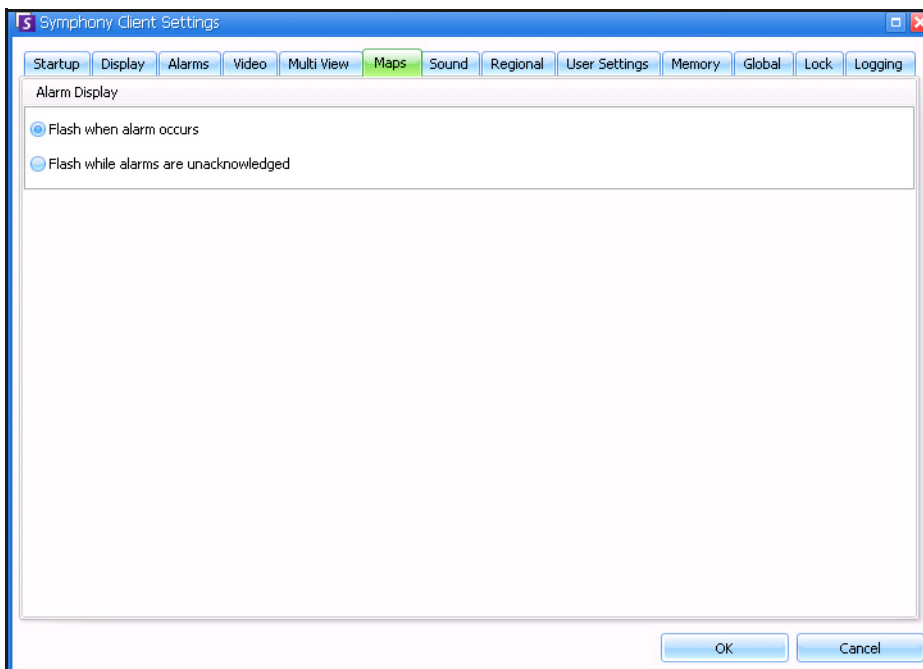 Symphony Client Settings
Startup Display Alarms Video Multi View Maps Sound Regional User Settings Memory Global Lock Logging
Alarm Display
Flash when alarm occurs
Flash while alarms are unacknowledged
OK Cancel